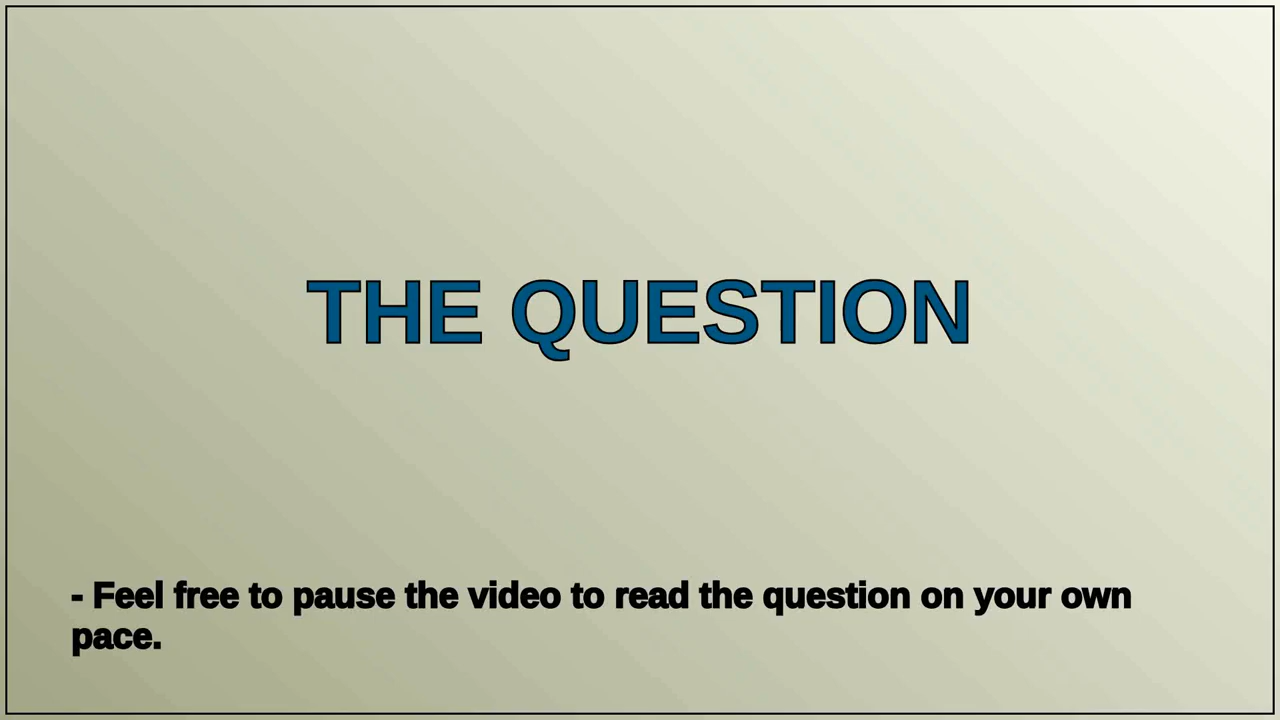 THE QUESTION
- Feel free to pause the video to read the question on your own
pace.